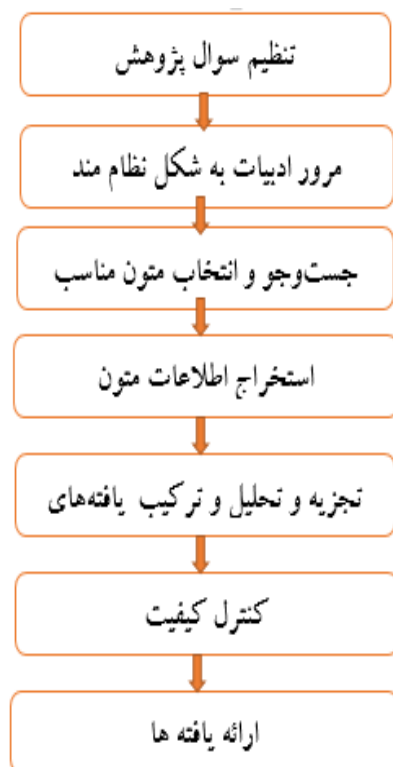 تنظیم سوال پژوهش
مرور ادبیات به شکل نظام مند
جست‌وجو و انتخاب متون مناسب
استخراج اطلاعات متون
تجزیه و تحلیل و ترکیب یافته‌های
کنترل کیفیت
ارائه یافته ها